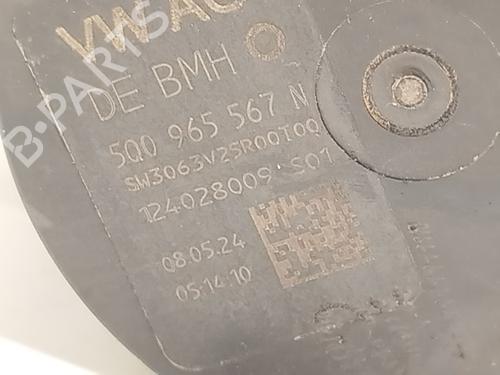 VWAG
DE BMH
5Q0 965 567 N
SW3063V25R00T00
124028009 S01
08.05.24
05:14:10
B-PARTS